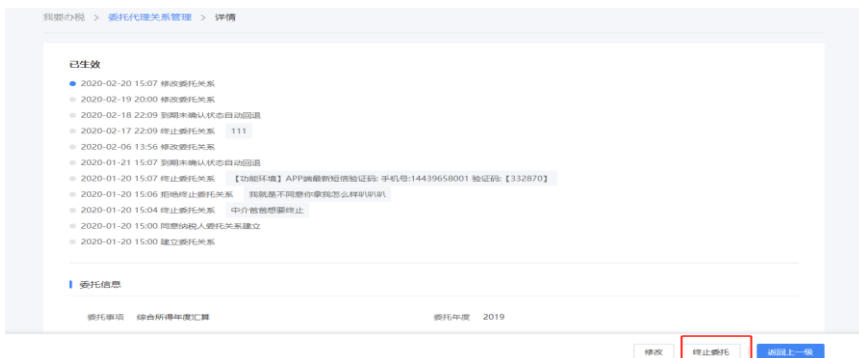 我要办税 > 委托代理关系管理 > 详情
已生效
2020-02-20 15:07 修改委托关系
2020-02-19 20:00 修改委托关系
2020-02-18 22:09 到期未确认状态自动回退
2020-02-17 22:09 终止委托关系 111
2020-02-06 13:56 修改委托关系
2020-01-21 15:07 到期未确认状态自动回退
2020-01-20 15:07 终止委托关系 【功能环境】APP端最新短信验证码: 手机号:14439658001 验证码:【332870】
2020-01-20 15:06 拒绝终止委托关系 我就是不同意你拿我怎么样叭叭叭
2020-01-20 15:04 终止委托关系 中介爸爸想要终止
2020-01-20 15:00 同意纳税人委托关系建立
2020-01-20 15:00 建立委托关系
委托信息
委托事项 综合所得年度汇算 委托年度 2019
修改 终止委托 返回上一级